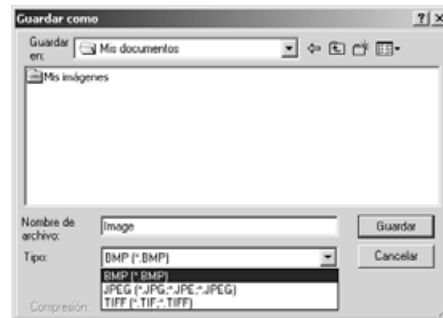 Guardar como
Guardar en:
Mis documentos
Mis imágenes
Nombre de archivo:
Image
Guardar
Tipo:
BMP (*.BMP)
Cancelar
BMP (*.BMP)
JPEG (*.JPG;*.JPE;*.JPEG)
TIFF (*.TIF;*.TIFF)
Compresión: